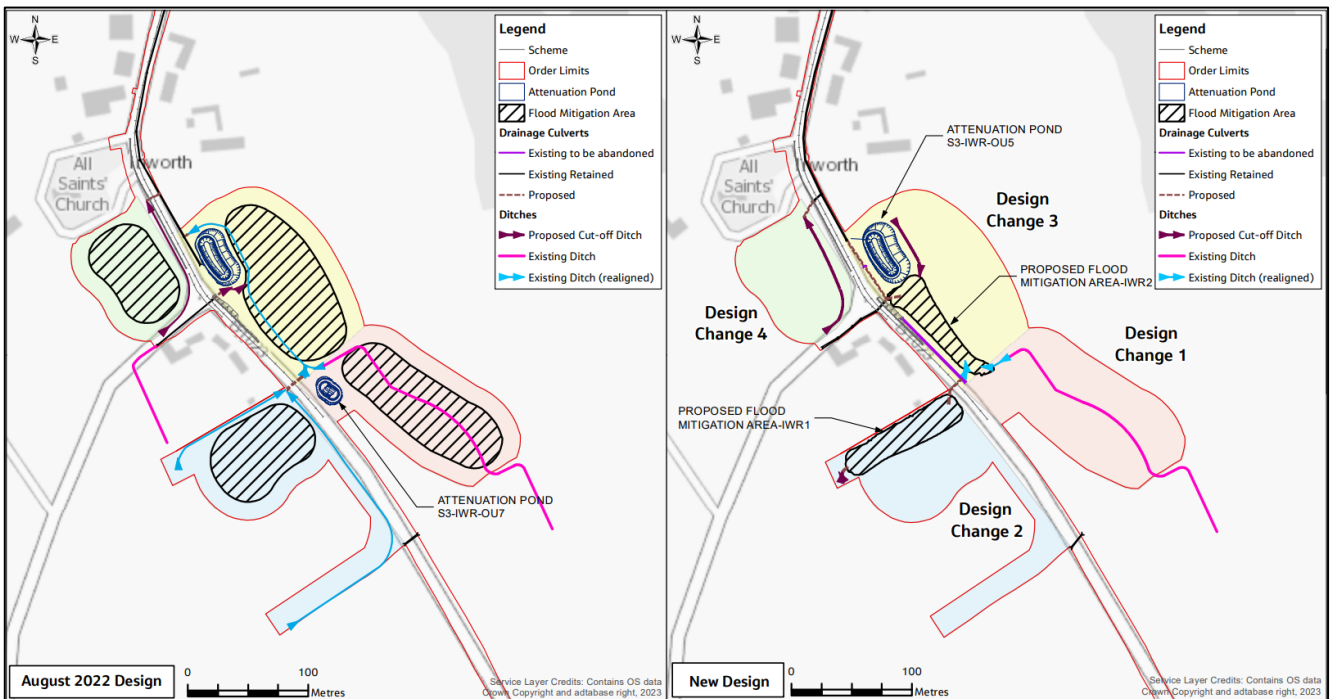 N
W
E
S
Legend
Scheme
Order Limits
Attenuation Pond
Flood Mitigation Area
Drainage Culverts
Existing to be abandoned
Existing Retained
Proposed
Ditches
Proposed Cut-off Ditch
Existing Ditch
Existing Ditch (realigned)
All
Saints'
Church
worth
ATTENUATION POND
S3-IWR-OU7
August 2022 Design
0
100
Metres
Service Layer Credits: Contains OS data
Crown Copyright and adtabase right, 2023
N
W
E
S
Legend
Scheme
Order Limits
Attenuation Pond
Flood Mitigation Area
Drainage Culverts
Existing to be abandoned
Existing Retained
Proposed
Ditches
Proposed Cut-off Ditch
Existing Ditch
Existing Ditch (realigned)
ATTENUATION POND
S3-IWR-OU5
All
Saints'
Church
worth
Design
Change 3
PROPOSED FLOOD
MITIGATION AREA-IWR2
Design
Change 4
Design
Change 1
PROPOSED FLOOD
MITIGATION AREA-IWR1
Design
Change 2
New Design
0
100
Metres
Service Layer Credits: Contains OS data
Crown Copyright and adtabase right, 2023